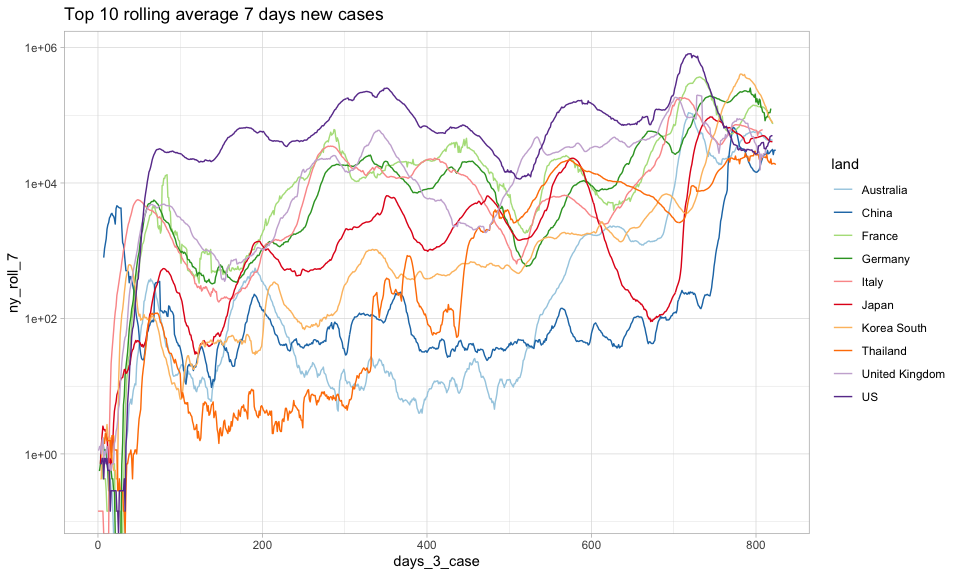 Top 10 rolling average 7 days new cases
1e+06
1e+04
1e+02
1e+00
ny_roll_7
0
200
400
600
800
days_3_case
land
Australia
China
France
Germany
Italy
Japan
Korea South
Thailand
United Kingdom
US